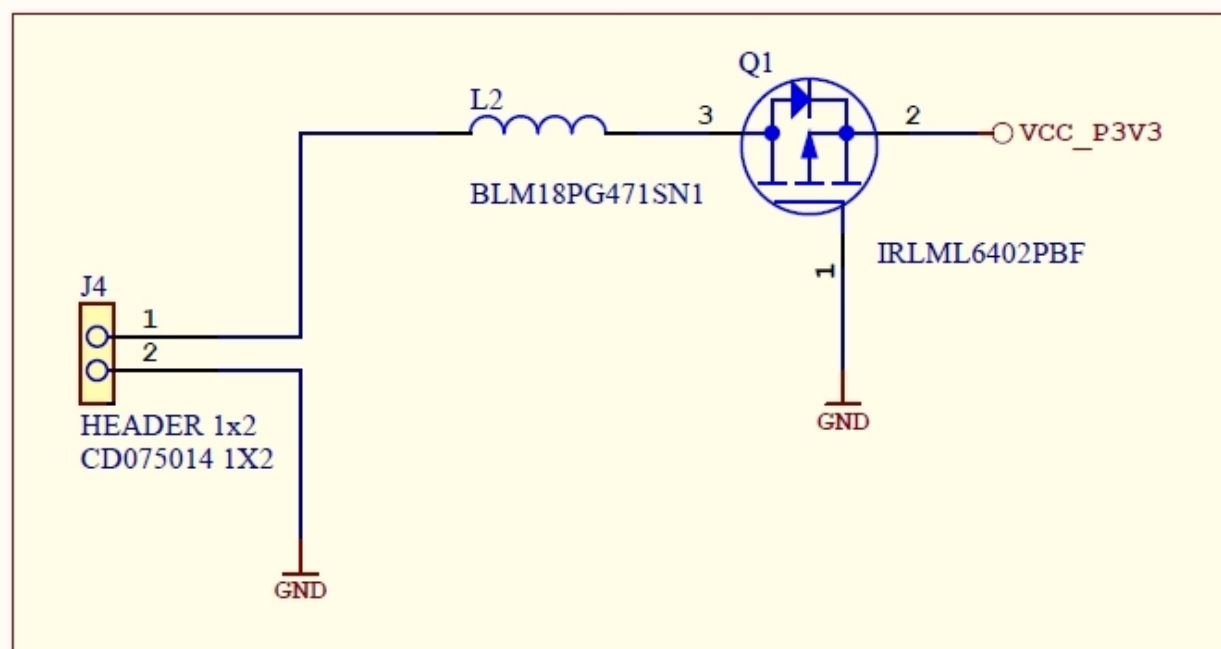 Q1
L2
3
2
VCC_P3V3
BLM18PG471SN1
IRLML6402PBF
1
J4
1
2
GND
HEADER 1x2
CD075014 1X2
GND